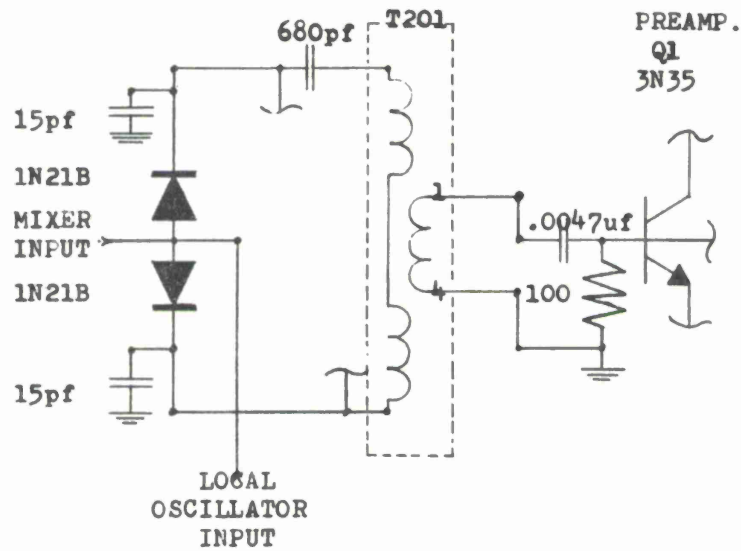 680pf
T201
PREAMP.
Q1
3N35
15pf
1N21B
MIXER
INPUT
1N21B
15pf
1
.0047uf
4
100
LOCAL
OSCILLATOR
INPUT